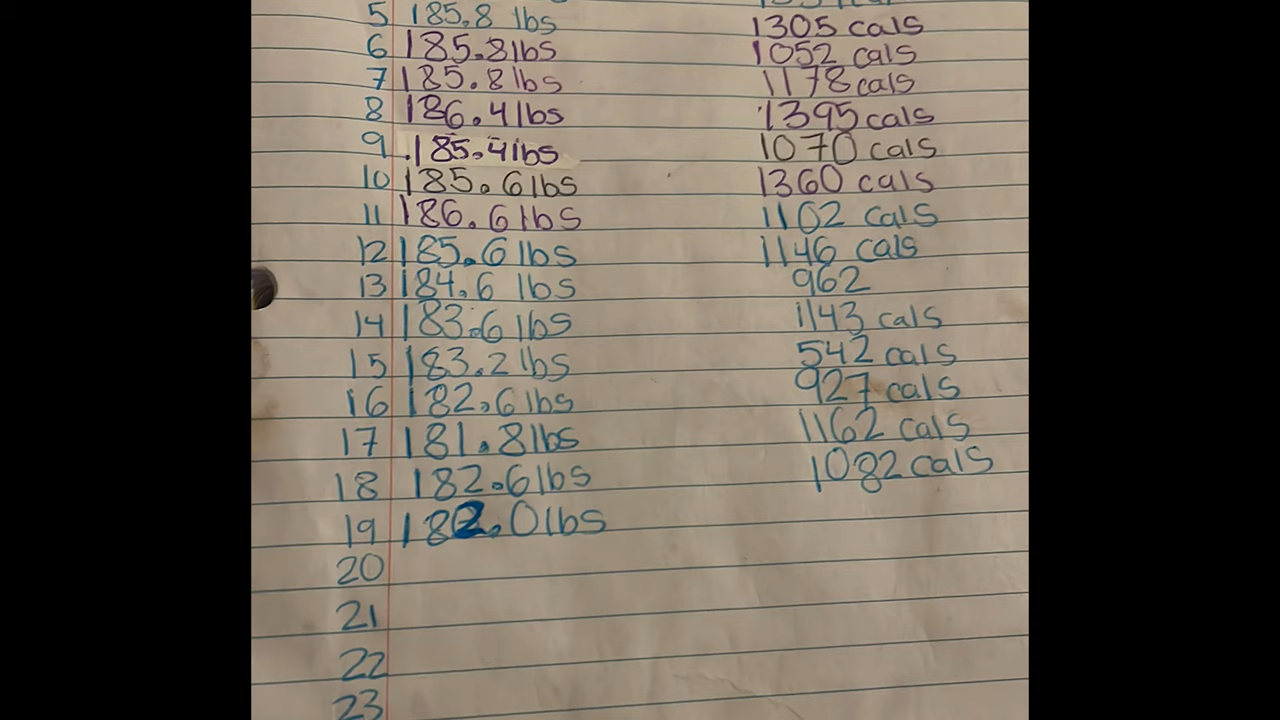 5 185.8 lbs 1305 cals
6 185.8 lbs 1052 cals
7 185.8 lbs 1178 cals
8 186.4 lbs 1395 cals
9 185.4 lbs 1070 cals
10 185.6 lbs 1360 cals
11 186.6 lbs 1102 cals
12 185.6 lbs 1146 cals
13 184.6 lbs 962
14 183.6 lbs 1143 cals
15 183.2 lbs 542 cals
16 182.6 lbs 927 cals
17 181.8 lbs 1162 cals
18 182.6 lbs 1082 cals
19 182.0 lbs
20
21
22
23